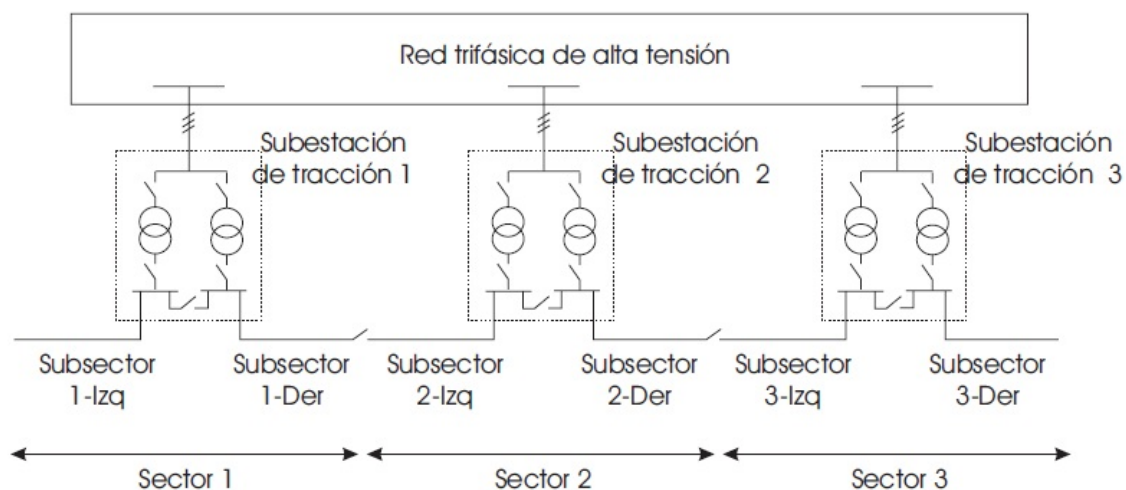 Red trifásica de alta tensión
Subestación
de tracción 1
Subestación
de tracción 2
Subestación
de tracción 3
Subsector
1-Izq
Subsector
1-Der
Subsector
2-Izq
Subsector
2-Der
Subsector
3-Izq
Subsector
3-Der
Sector 1
Sector 2
Sector 3